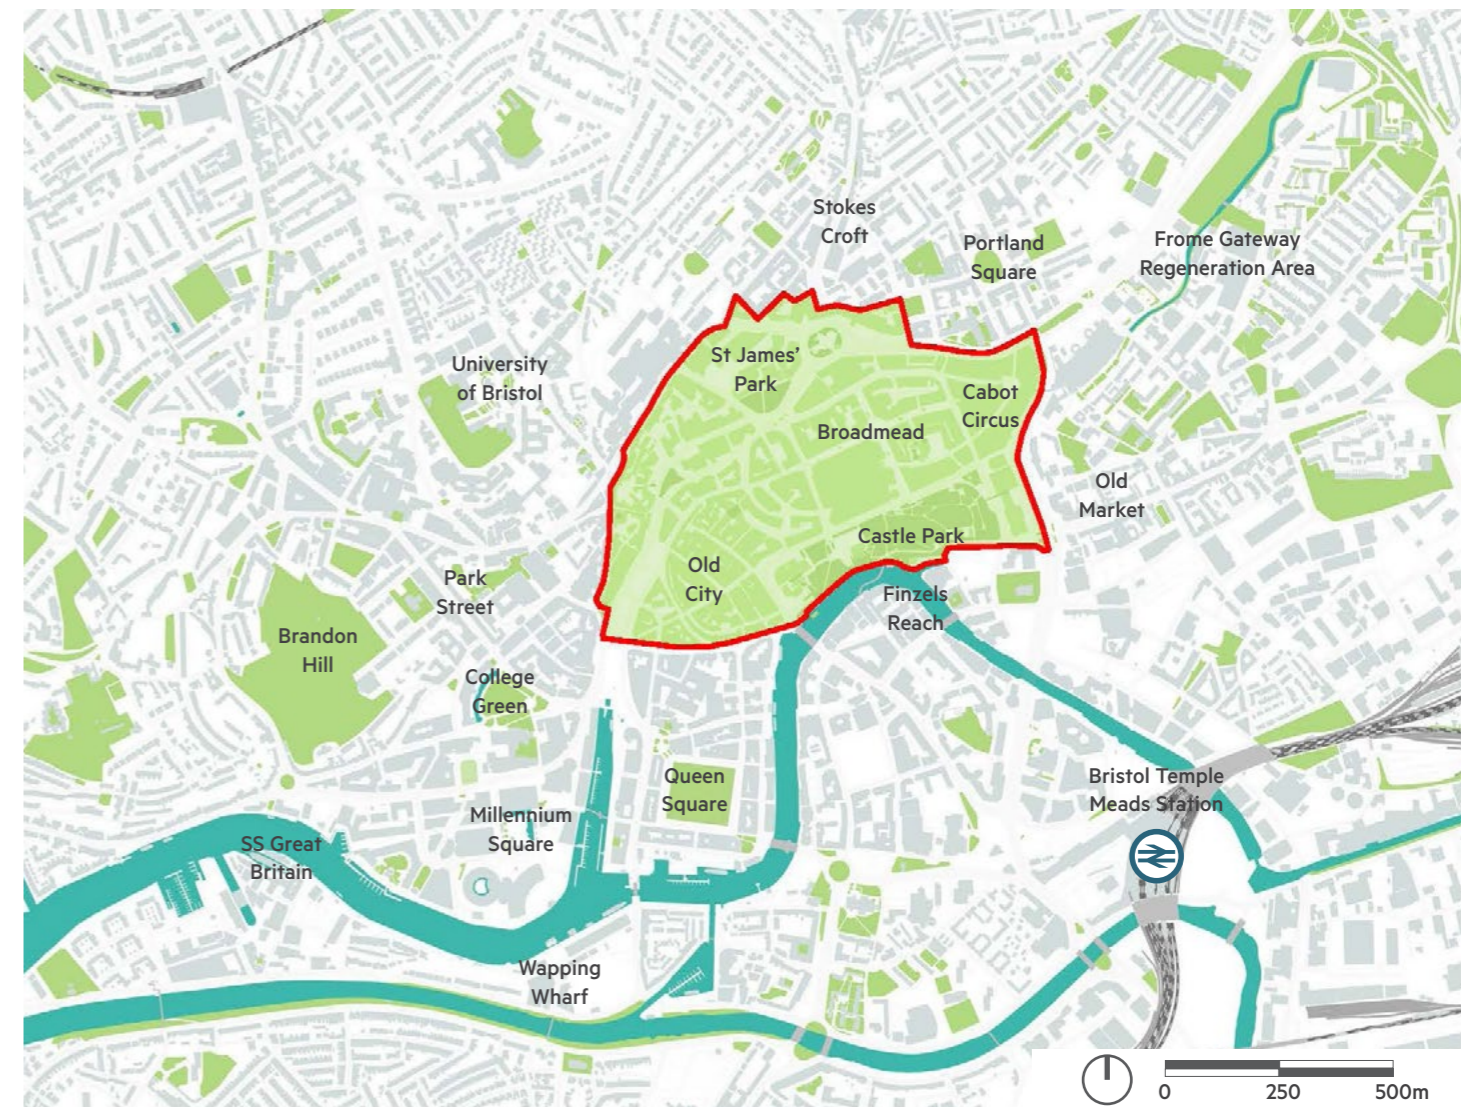 Stokes
Croft
Portland
Square
Frome Gateway
Regeneration Area
St James’
Park
University
of Bristol
Cabot
Circus
Broadmead
Old
Market
Castle Park
Old
City
Finzels
Reach
Park
Street
Brandon
Hill
College
Green
Queen
Square
Bristol Temple
Meads Station
Millennium
Square
SS Great
Britain
Wapping
Wharf
0 250 500m